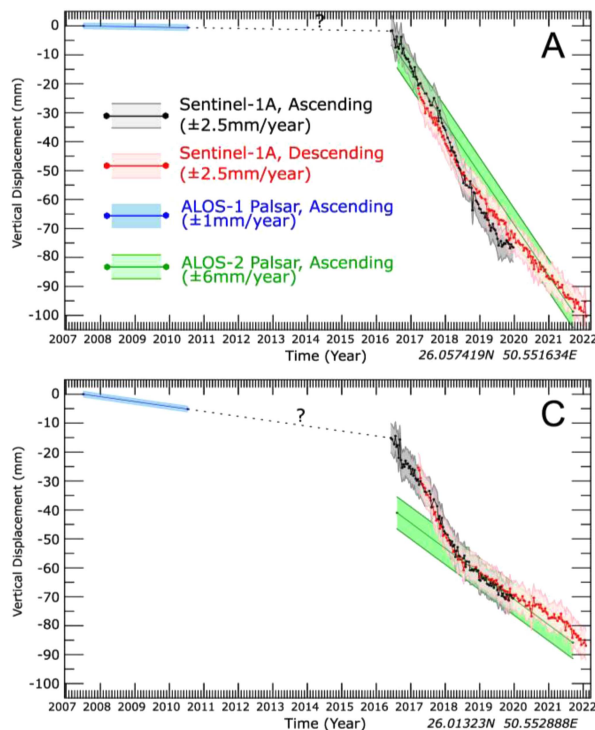 0
-10
-20
-30
-40
-50
-60
-70
-80
-90
-100
Vertical Displacement (mm)
?
A
Sentinel-1A, Ascending
(±2.5mm/year)
Sentinel-1A, Descending
(±2.5mm/year)
ALOS-1 Palsar, Ascending
(±1mm/year)
ALOS-2 Palsar, Ascending
(±6mm/year)
2007 2008 2009 2010 2011 2012 2013 2014 2015 2016 2017 2018 2019 2020 2021 2022
Time (Year)
26.057419N 50.551634E
0
-10
-20
-30
-40
-50
-60
-70
-80
-90
-100
Vertical Displacement (mm)
?
C
2007 2008 2009 2010 2011 2012 2013 2014 2015 2016 2017 2018 2019 2020 2021 2022
Time (Year)
26.01323N 50.552888E